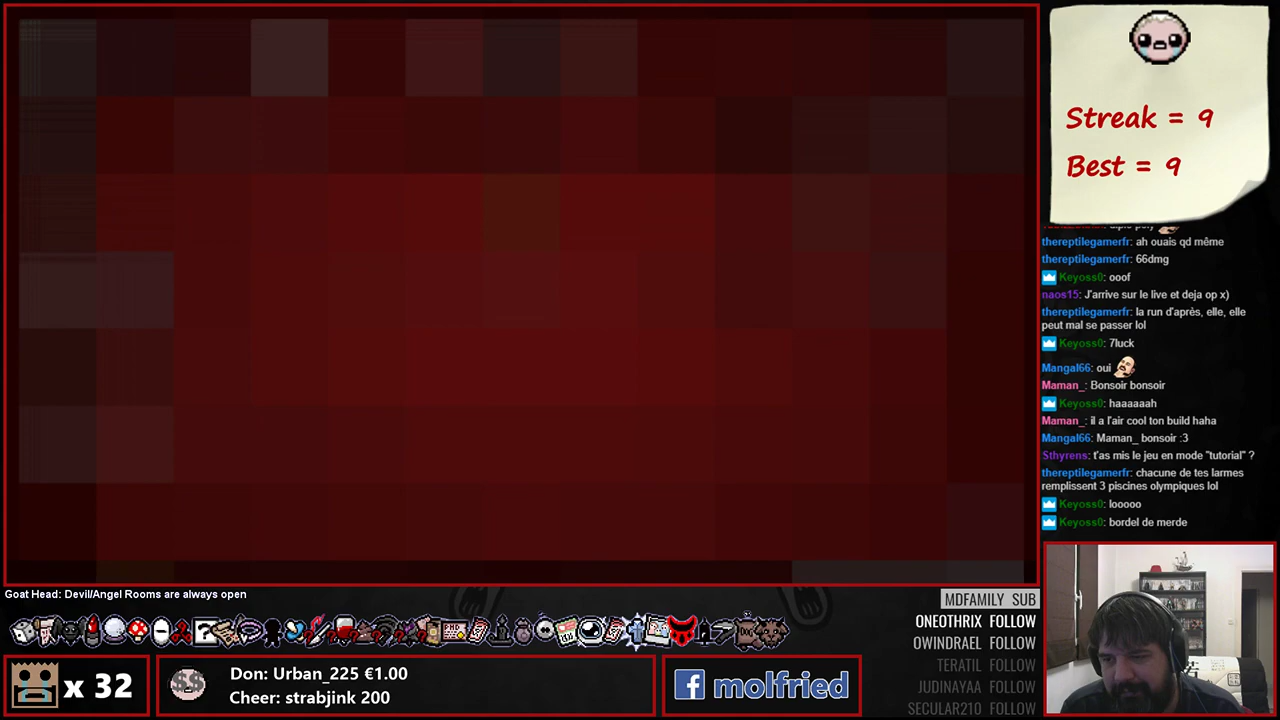 Streak = 9
Best = 9
thereptilegamerfr: ah ouais qd même
thereptilegamerfr: 66dmg
Keyoss0: ooof
naos15: J'arrive sur le live et deja op x)
thereptilegamerfr: la run d'après, elle, elle
peut mal se passer lol
Keyoss0: 7luck
Mangal66: oui
Maman_: Bonsoir bonsoir
Keyoss0: haaaaaah
Maman_: il a l'air cool ton build haha
Mangal66: Maman_ bonsoir :3
Sthyrens: t'as mis le jeu en mode "tutorial" ?
thereptilegamerfr: chacune de tes larmes
remplissent 3 piscines olympiques lol
Keyoss0: looooo
Keyoss0: bordel de merde
Goat Head: Devil/Angel Rooms are always open
MDFAMILY_ SUB
ONEOTHRIX FOLLOW
OWINDRAEL FOLLOW
TERATIL FOLLOW
JUDINAYAA FOLLOW
SECULAR210 FOLLOW
x 32
Don: Urban_225 €1.00
Cheer: strabjink 200
molfried